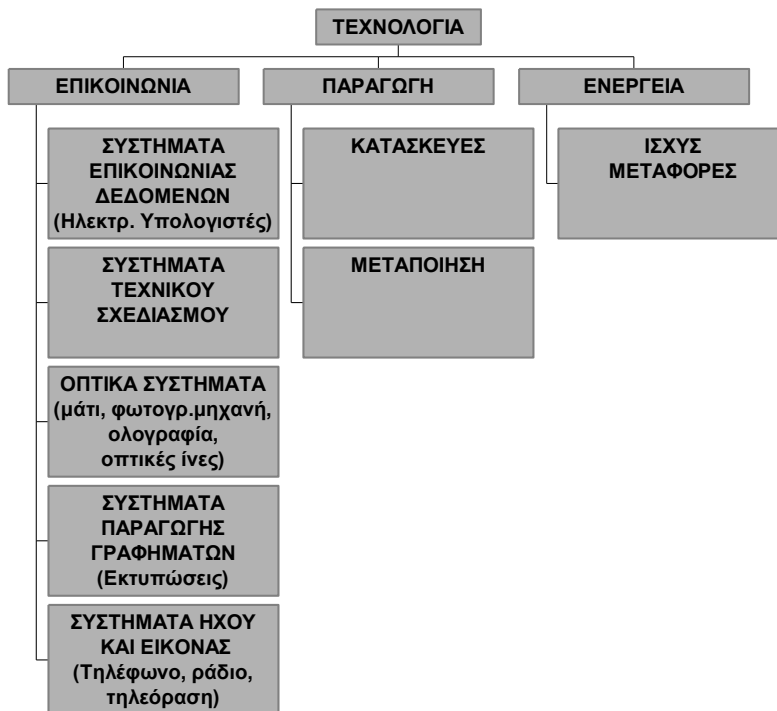 ΤΕΧΝΟΛΟΓΙΑ
ΕΠΙΚΟΙΝΩΝΙΑ
ΠΑΡΑΓΩΓΗ
ΕΝΕΡΓΕΙΑ
ΣΥΣΤΗΜΑΤΑ
ΕΠΙΚΟΙΝΩΝΙΑΣ
ΔΕΔΟΜΕΝΩΝ
(Ηλεκτρ. Υπολογιστές)
ΚΑΤΑΣΚΕΥΕΣ
ΙΣΧΥΣ
ΜΕΤΑΦΟΡΕΣ
ΣΥΣΤΗΜΑΤΑ
ΤΕΧΝΙΚΟΥ
ΣΧΕΔΙΑΣΜΟΥ
ΜΕΤΑΠΟΙΗΣΗ
ΟΠΤΙΚΑ ΣΥΣΤΗΜΑΤΑ
(μάτι, φωτογρ.μηχανή,
ολογραφία,
οπτικές ίνες)
ΣΥΣΤΗΜΑΤΑ
ΠΑΡΑΓΩΓΗΣ
ΓΡΑΦΗΜΑΤΩΝ
(Εκτυπώσεις)
ΣΥΣΤΗΜΑΤΑ ΗΧΟΥ
ΚΑΙ ΕΙΚΟΝΑΣ
(Τηλέφωνο, ράδιο,
τηλεόραση)